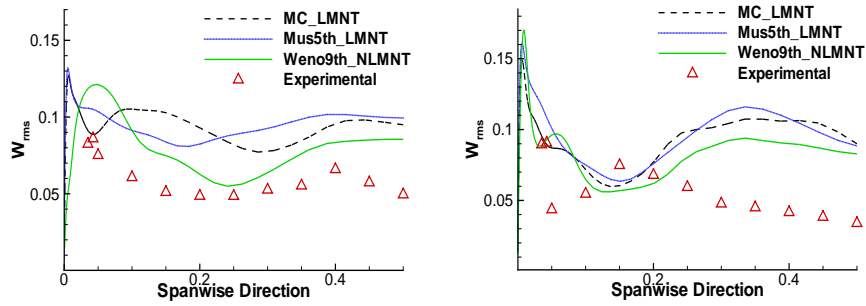 MC_LMNT
Mus5th_LMNT
Weno9th_NLMNT
Experimental
0.15
0.1
0.05
0
0.2
0.4
Wrms
Spanwise Direction
MC_LMNT
Mus5th_LMNT
Weno9th_NLMNT
Experimental
0.15
0.1
0.05
0.2
0.4
Wrms
Spanwise Direction